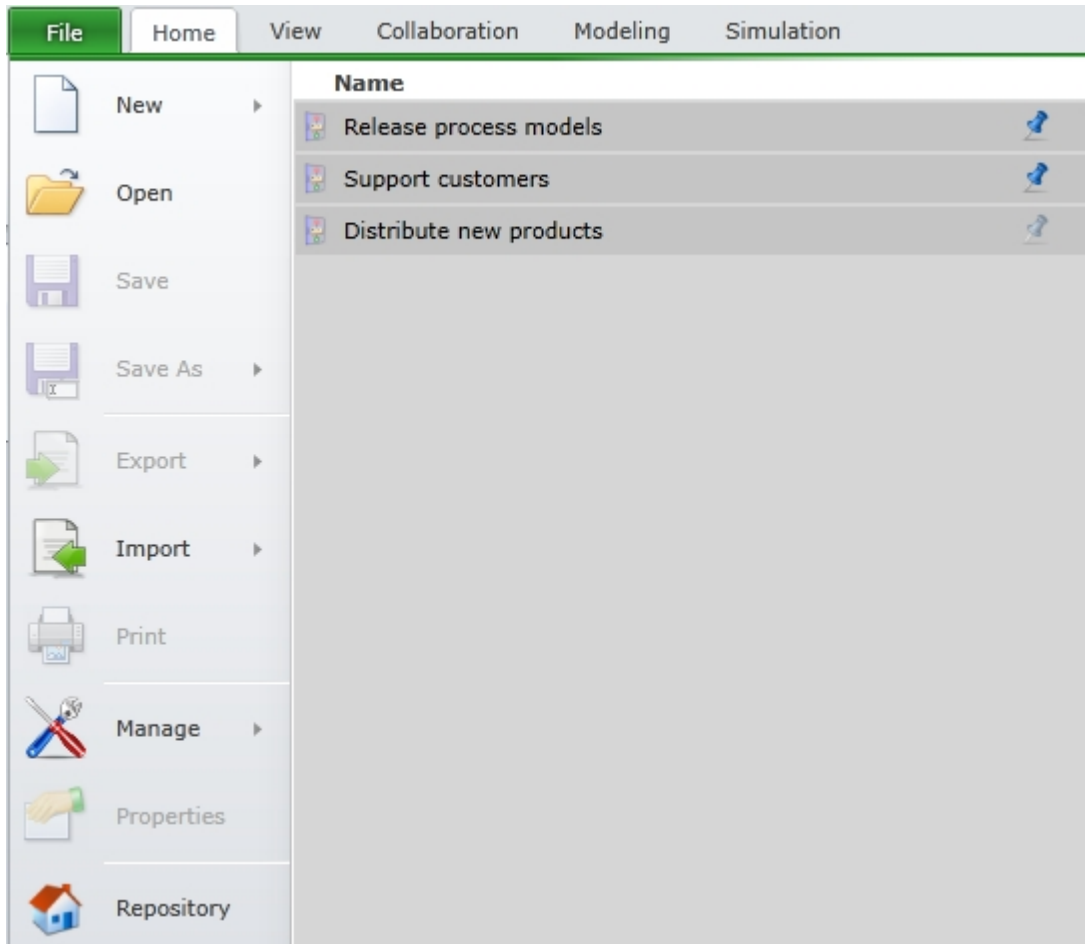 File Home View Collaboration Modeling Simulation
Name
New
Release process models
Support customers
Open
Distribute new products
Save
Save As
Export
Import
Print
Manage
Properties
Repository